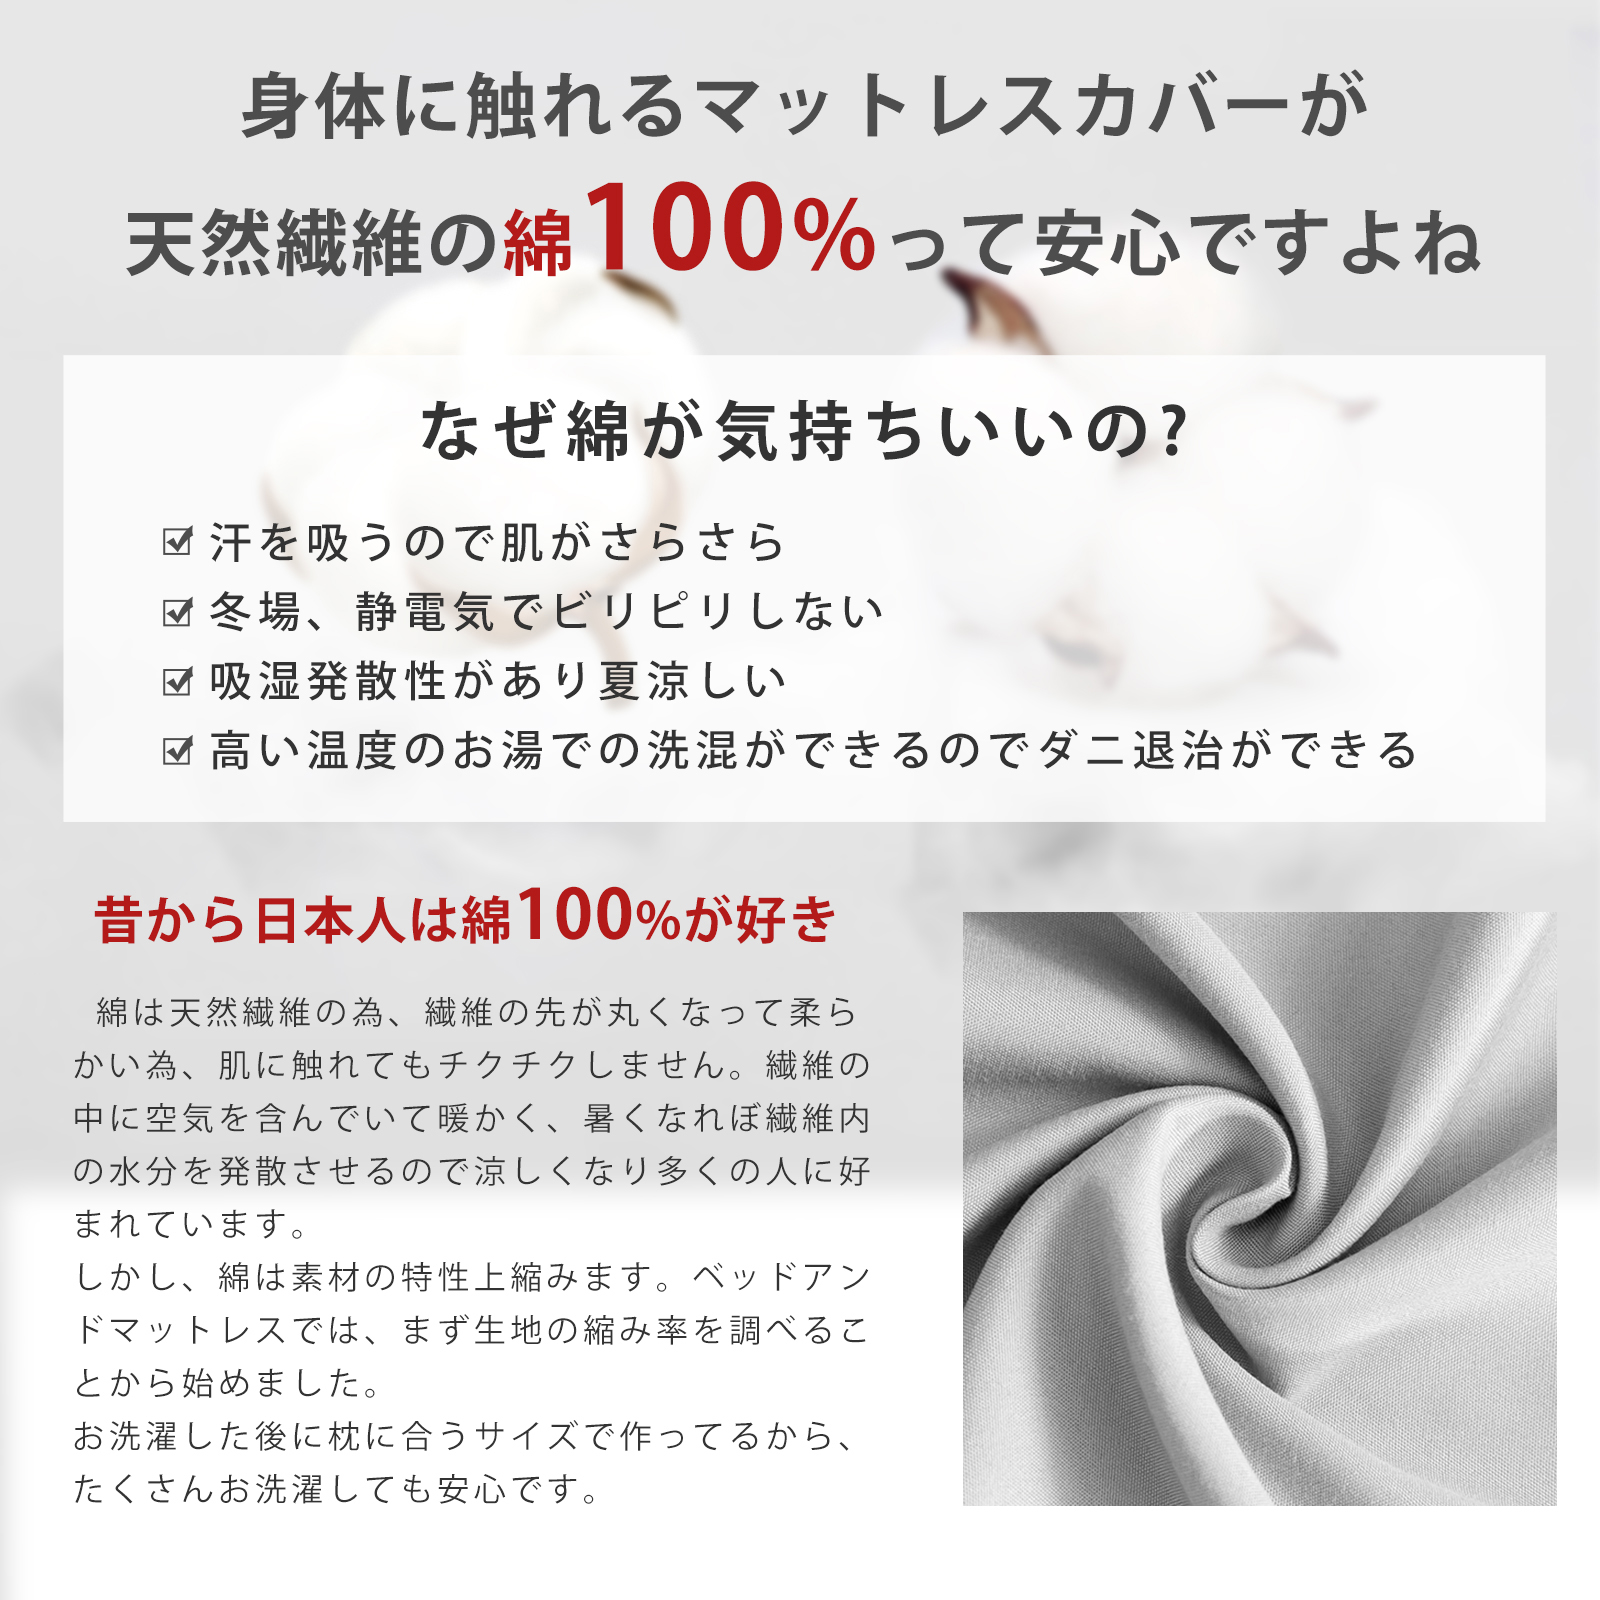 身体に触れるマットレスカバーが
天然繊維の綿100%って安心ですよね
なぜ綿が気持ちいいの?
汗を吸うので肌がさらさら
冬場、静電気でビリピリしない
吸湿発散性があり夏涼しい
高い温度のお湯での洗混ができるのでダニ退治ができる
昔から日本人は綿100%が好き
綿は天然繊維の為、繊維の先が丸くなって柔ら
かい為、肌に触れてもチクチクしません。繊維の
中に空気を含んでいて暖かく、暑くなれぼ繊維内
の水分を発散させるので涼しくなり多くの人に好
まれています。
しかし、綿は素材の特性上縮みます。ベッドアン
ドマットレスでは、まず生地の縮み率を調べるこ
とから始めました。
お洗濯した後に枕に合うサイズで作ってるから、
たくさんお洗濯しても安心です。